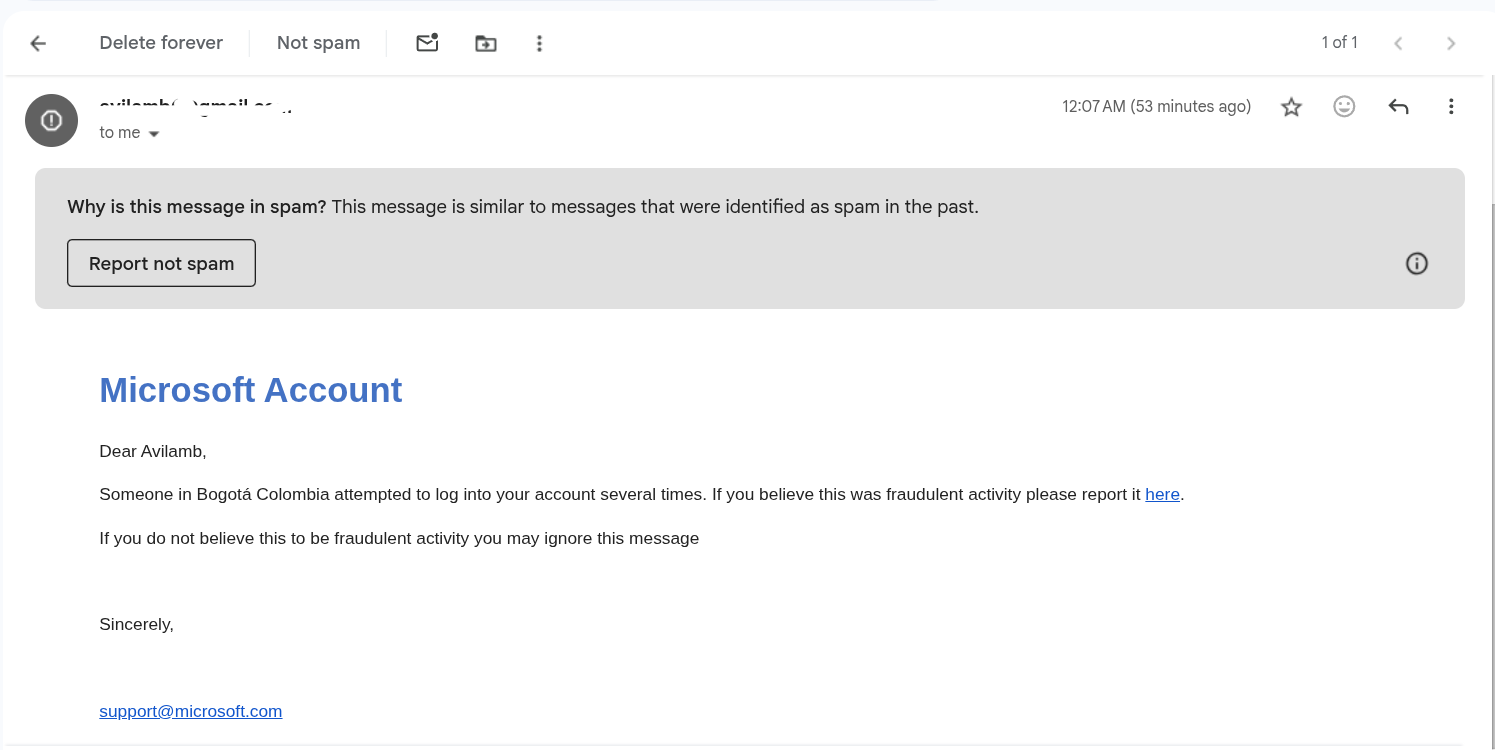 Delete forever
Not spam
1 of 1
12:07 AM (53 minutes ago)
to me
Why is this message in spam? This message is similar to messages that were identified as spam in the past.
Report not spam
Microsoft Account
Dear Avilamb,
Someone in Bogotá Colombia attempted to log into your account several times. If you believe this was fraudulent activity please report it here.
If you do not believe this to be fraudulent activity you may ignore this message
Sincerely,
support@microsoft.com